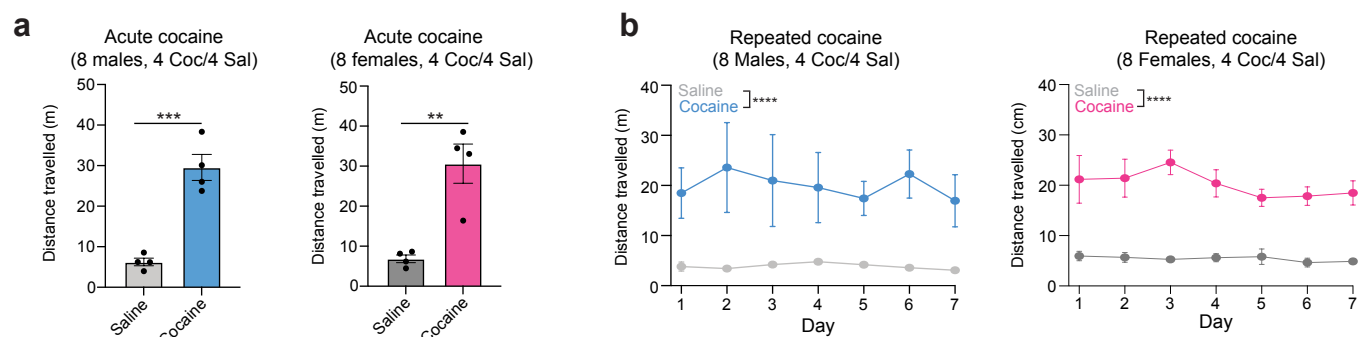 a
Acute cocaine
(8 males, 4 Coc/4 Sal)
Distance travelled (m)
50
40
30
20
10
0
***
Saline
Cocaine
Acute cocaine
(8 females, 4 Coc/4 Sal)
Distance travelled (m)
50
40
30
20
10
0
**
Saline
Cocaine
b
Repeated cocaine
(8 Males, 4 Coc/4 Sal)
Distance travelled (m)
40
30
20
10
0
Saline
Cocaine
****
1 2 3 4 5 6 7
Day
Repeated cocaine
(8 Females, 4 Coc/4 Sal)
Distance travelled (cm)
40
30
20
10
0
Saline
Cocaine
****
1 2 3 4 5 6 7
Day